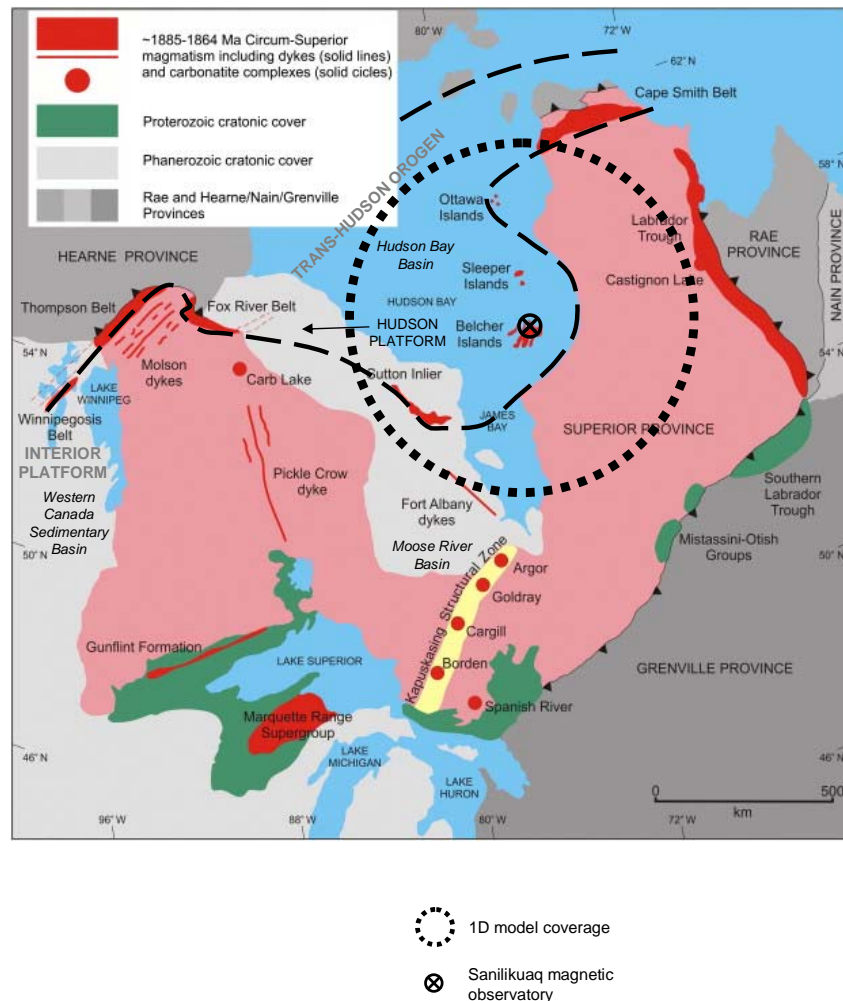 80° W
72° W
~1885-1864 Ma Circum-Superior
magmatism including dykes (solid lines)
and carbonatite complexes (solid cicles)
Proterozoic cratonic cover
Phanerozoic cratonic cover
Rae and Hearne/Nain/Grenville
Provinces
62° N
Cape Smith Belt
58° N
TRANS-HUDSON OROGEN
Ottawa
Islands
Labrador
Trough
RAE
PROVINCE
NAIN PROVINCE
Hudson Bay
Basin
HEARNE PROVINCE
Sleeper
Islands
Castignon Lake
Thompson Belt
Fox River Belt
HUDSON BAY
HUDSON
PLATFORM
Belcher
Islands
54° N
54° N
Molson
dykes
Carb Lake
Sutton Inlier
LAKE
WINNIPEG
JAMES
BAY
Winnipegosis
Belt
SUPERIOR PROVINCE
INTERIOR
PLATFORM
Pickle Crow
dyke
Southern
Labrador
Trough
Western
Canada
Sedimentary
Basin
Fort Albany
dykes
Mistassini-Otish
Groups
Moose River
Basin
50° N
50° N
Kapuskasing Structural Zone
Argor
Goldray
Cargill
Gunflint Formation
LAKE SUPERIOR
Borden
GRENVILLE PROVINCE
Spanish River
Marquette Range
Supergroup
46° N
46° N
LAKE
MICHIGAN
LAKE
HURON
0
500
km
96° W
88° W
80° W
72° W
1D model coverage
Sanilikuaq magnetic
observatory